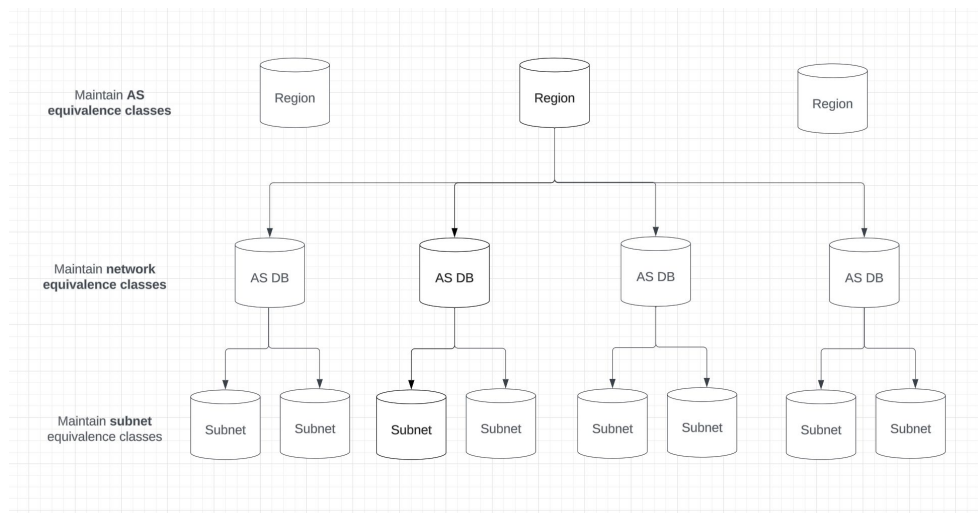 Maintain AS
equivalence classes
Region
Region
Region
Maintain network
equivalence classes
AS DB
AS DB
AS DB
AS DB
Maintain subnet
equivalence classes
Subnet
Subnet
Subnet
Subnet
Subnet
Subnet
Subnet
Subnet